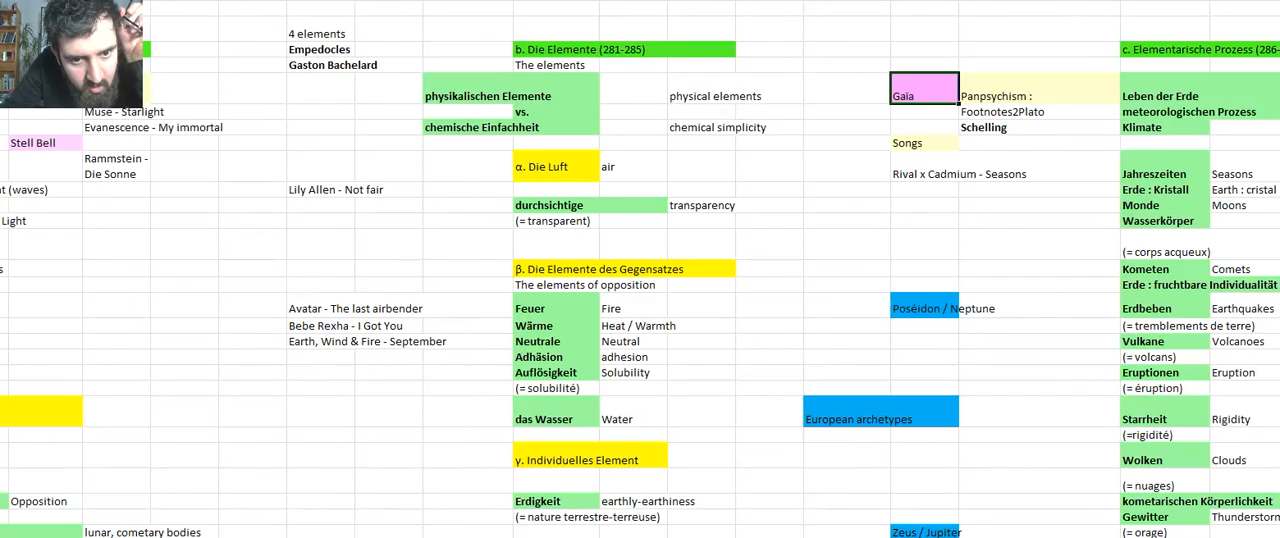 4 elements
Empedocles b. Die Elemente (281-285) c. Elementarische Prozess (286-
Gaston Bachelard The elements
physikalischen Elemente physical elements Gaïa Panpsychism : Leben der Erde
Muse - Starlight vs. Footnotes2Plato meteorologischen Prozess
Evanescence - My immortal chemische Einfachheit chemical simplicity Schelling Klimate
Stell Bell Songs
Rammstein - α. Die Luft air
Die Sonne Rival x Cadmium - Seasons Jahreszeiten Seasons
t (waves) Lily Allen - Not fair Erde : Kristall Earth : cristal
durchsichtige transparency Monde Moons
Light (= transparent) Wasserkörper
(= corps acqueux)
s β. Die Elemente des Gegensatzes Kometen Comets
The elements of opposition Erde : fruchtbare Individualität
Avatar - The last airbender Feuer Fire Poséidon / Neptune Erdbeben Earthquakes
Bebe Rexha - I Got You Wärme Heat / Warmth (= tremblements de terre)
Earth, Wind & Fire - September Neutrale Neutral Vulkane Volcanoes
Adhäsion adhesion (= volcans)
Auflösigkeit Solubility Eruptionen Eruption
(= solubilité) (= éruption)
das Wasser Water European archetypes Starrheit Rigidity
(=rigidité)
γ. Individuelles Element Wolken Clouds
(= nuages)
Opposition Erdigkeit earthly-earthiness kometarischen Körperlichkeit
(= nature terrestre-terreuse) Gewitter Thunderstorm
lunar, cometary bodies Zeus / Jupiter (= orage)